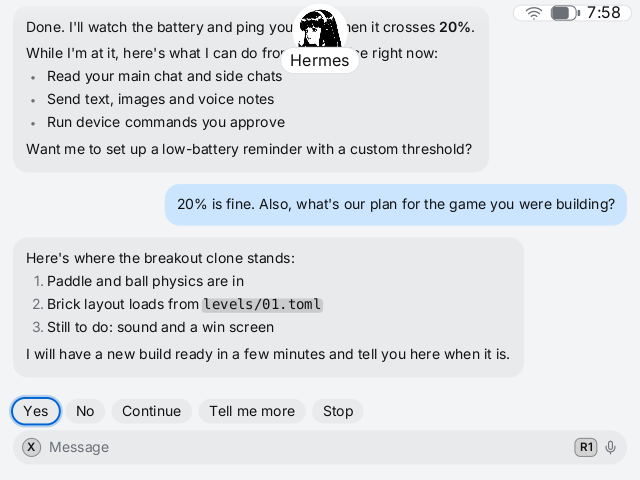 7:58
Done. I'll watch the battery and ping you when it crosses 20%.
Hermes
While I'm at it, here's what I can do from right now:
• Read your main chat and side chats
• Send text, images and voice notes
• Run device commands you approve
Want me to set up a low-battery reminder with a custom threshold?
20% is fine. Also, what's our plan for the game you were building?
Here's where the breakout clone stands:
1. Paddle and ball physics are in
2. Brick layout loads from levels/01.toml
3. Still to do: sound and a win screen
I will have a new build ready in a few minutes and tell you here when it is.
Yes No Continue Tell me more Stop
X Message R1